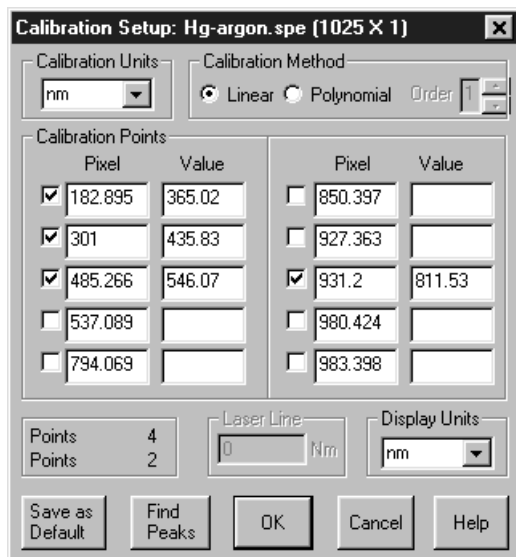 Calibration Setup: Hg-argon.spe (1025 X 1)
Calibration Units
nm
Calibration Method
Linear Polynomial Order 1
Calibration Points
Pixel Value Pixel Value
182.895 365.02 850.397
301 435.83 927.363
485.266 546.07 931.2 811.53
537.089 980.424
794.069 983.398
Points 4
Points 2
Laser Line
0 Nm
Display Units
nm
Save as Default
Find Peaks
OK
Cancel
Help